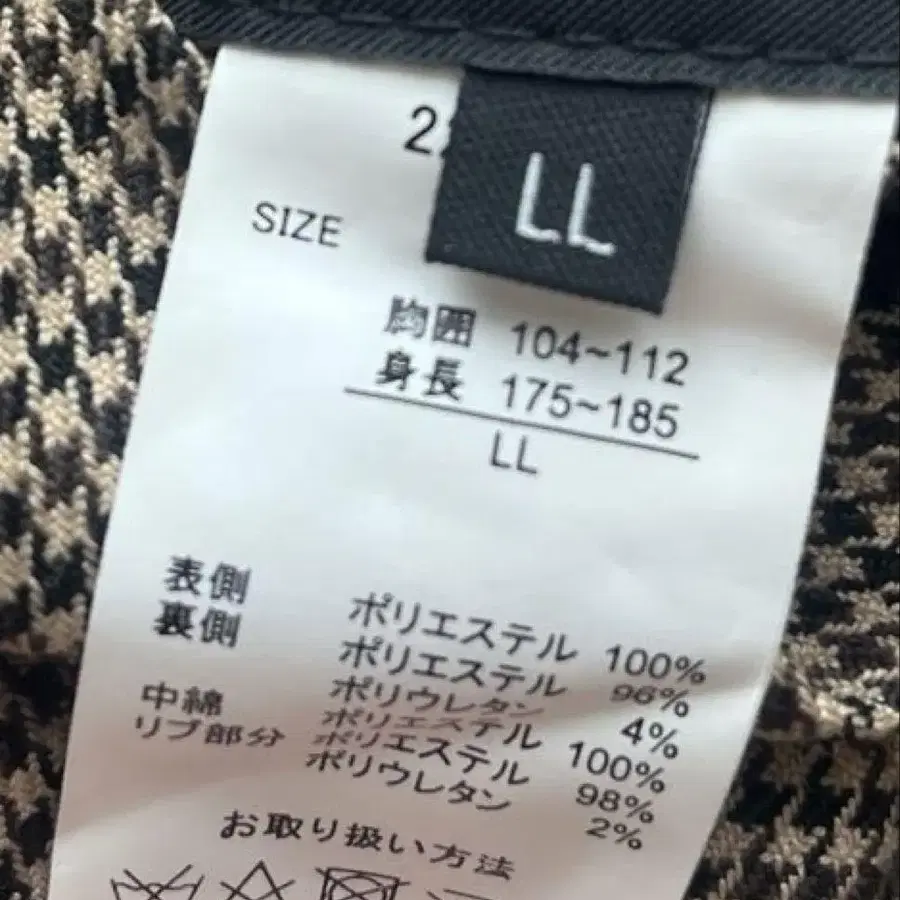 2
LL
SIZE
胸囲 104~112
身長 175~185
LL
表側 ポリエステル 100%
裏側 ポリエステル 96%
ポリウレタン 4%
中綿 ポリエステル 100%
リブ部分 ポリエステル 98%
ポリウレタン 2%
お取り扱い方法